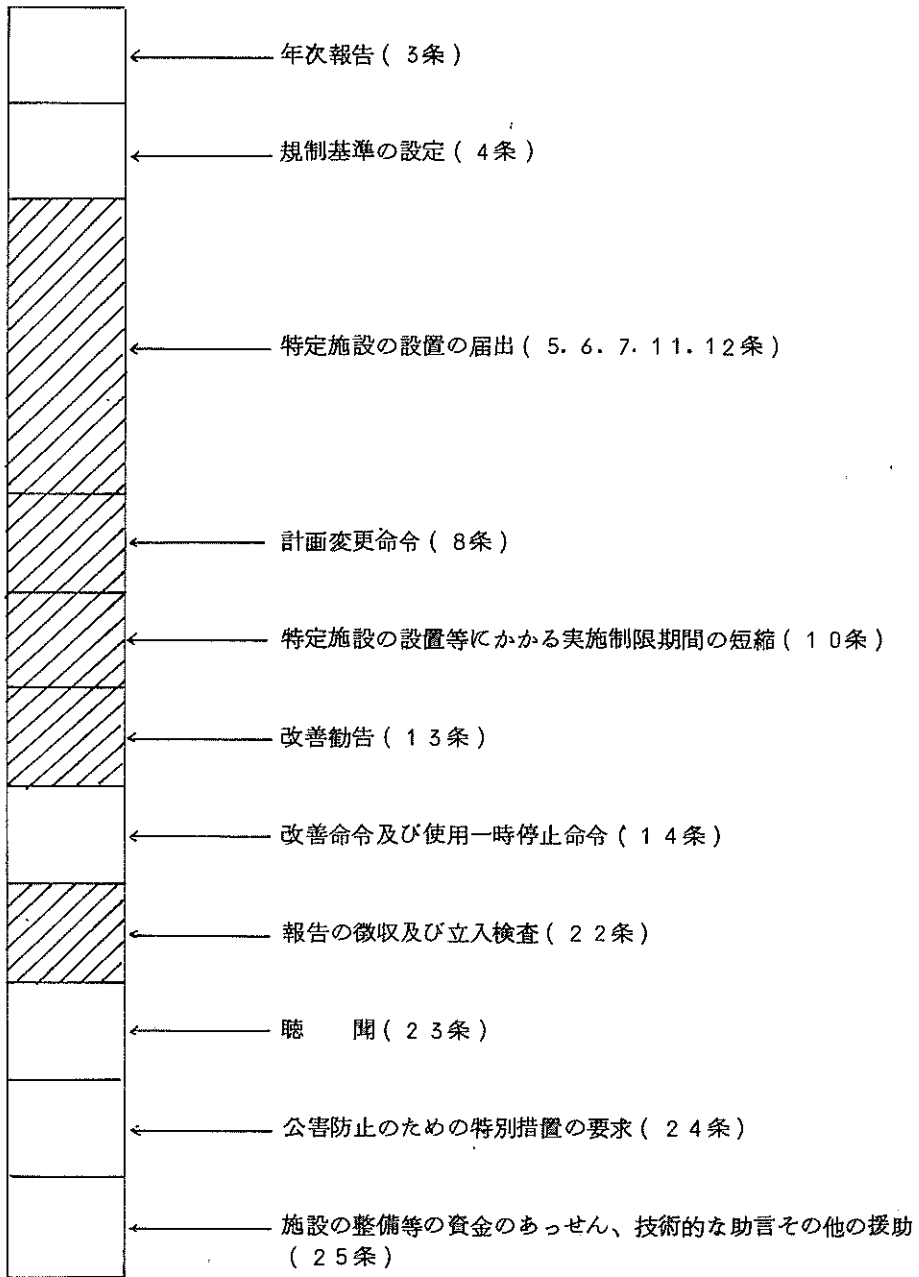 年次報告（3条）
規制基準の設定（4条）
特定施設の設置の届出（5.6.7.11.12条）
計画変更命令（8条）
特定施設の設置等にかかる実施制限期間の短縮（10条）
改善勧告（13条）
改善命令及び使用一時停止命令（14条）
報告の徴収及び立入検査（22条）
聴　聞（23条）
公害防止のための特別措置の要求（24条）
施設の整備等の資金のあっせん、技術的な助言その他の援助
（25条）